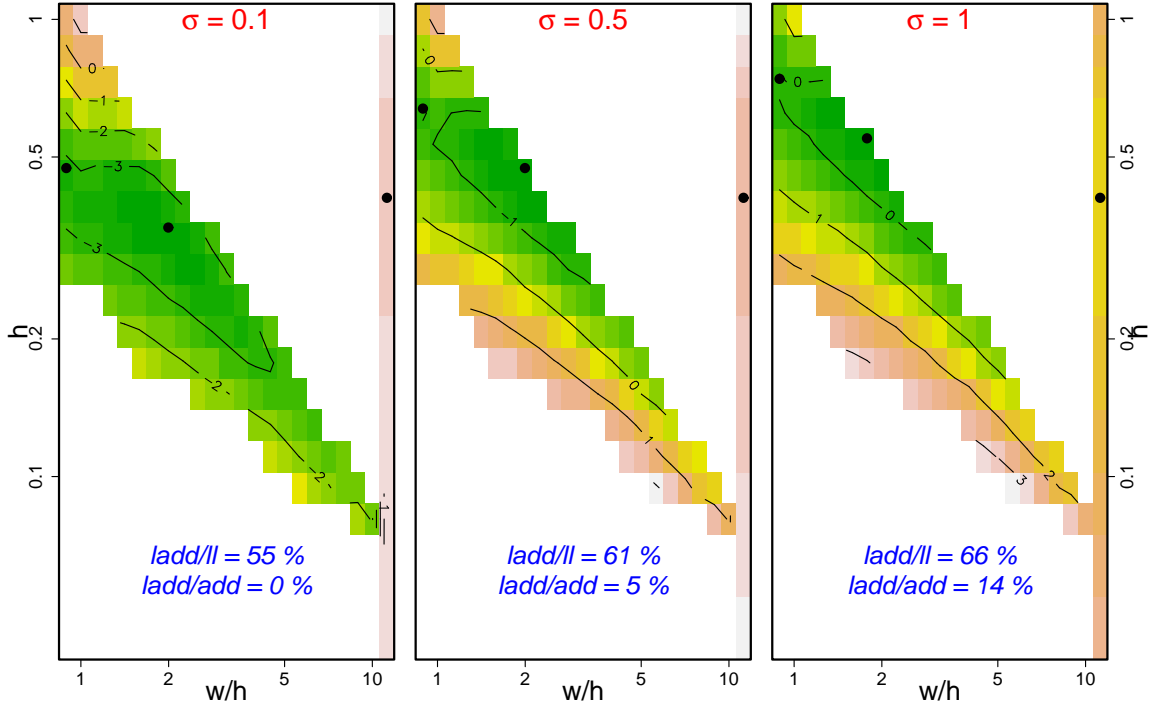 σ = 0.1
σ = 0.5
σ = 1
1
0.5
0.2
0.1
h
0
-1
-2
-3
-3
-2
-2
-1
0
-1
0
1
0
0
1
2
3
1
0.5
0.2
0.1
h
ladd/ll = 55 %
ladd/add = 0 %
ladd/ll = 61 %
ladd/add = 5 %
ladd/ll = 66 %
ladd/add = 14 %
1 2 5 10
1 2 5 10
1 2 5 10
w/h
w/h
w/h